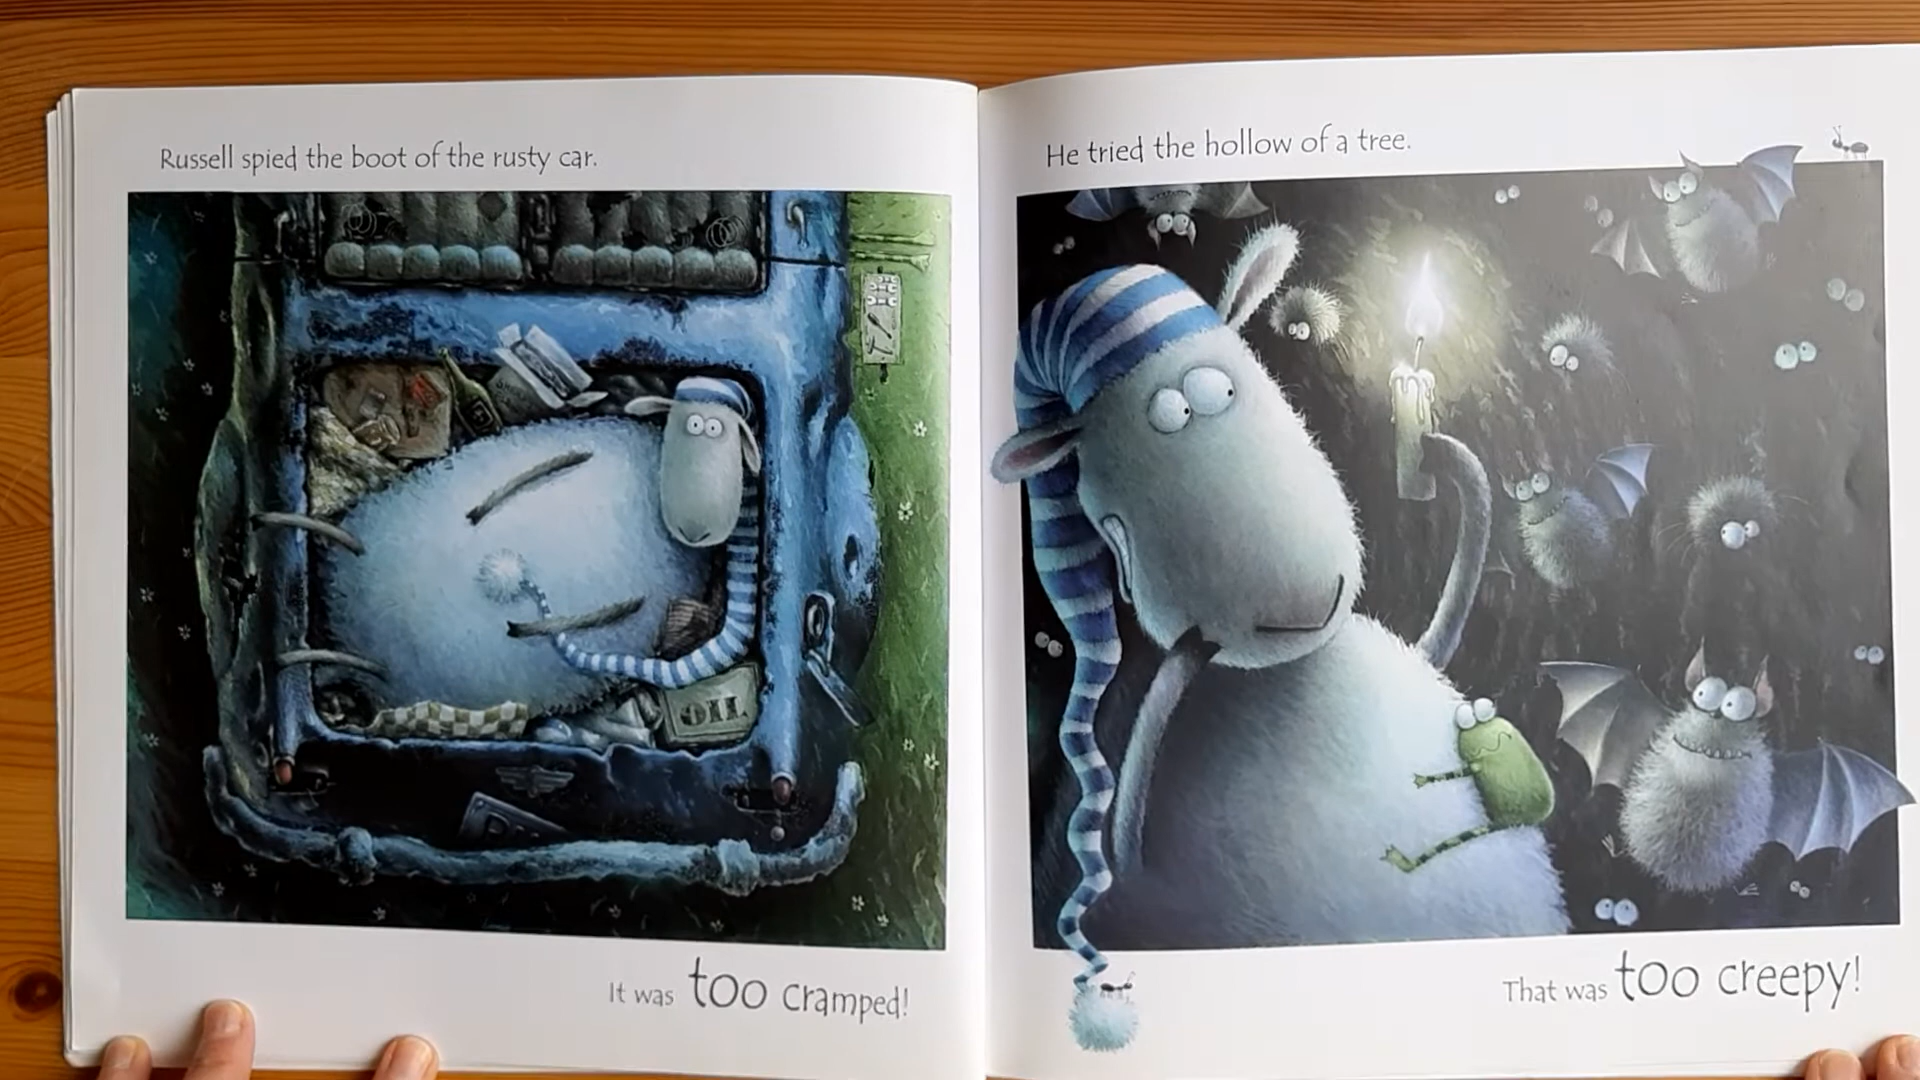 Russell spied the boot of the rusty car.
OIL
It was too cramped!
He tried the hollow of a tree.
That was too creepy!